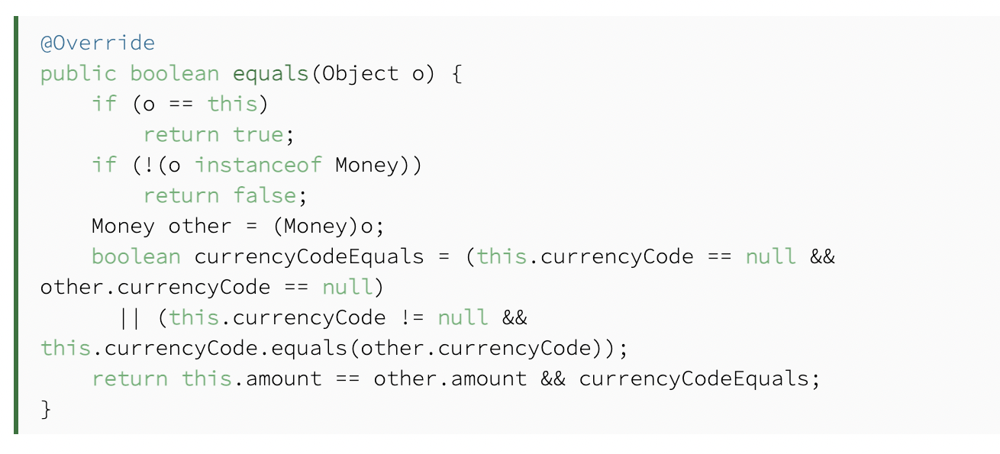 @Override
public boolean equals(Object o) {
    if (o == this)
        return true;
    if (!(o instanceof Money))
        return false;
    Money other = (Money)o;
    boolean currencyCodeEquals = (this.currencyCode == null &&
other.currencyCode == null)
      || (this.currencyCode != null &&
this.currencyCode.equals(other.currencyCode));
    return this.amount == other.amount && currencyCodeEquals;
}